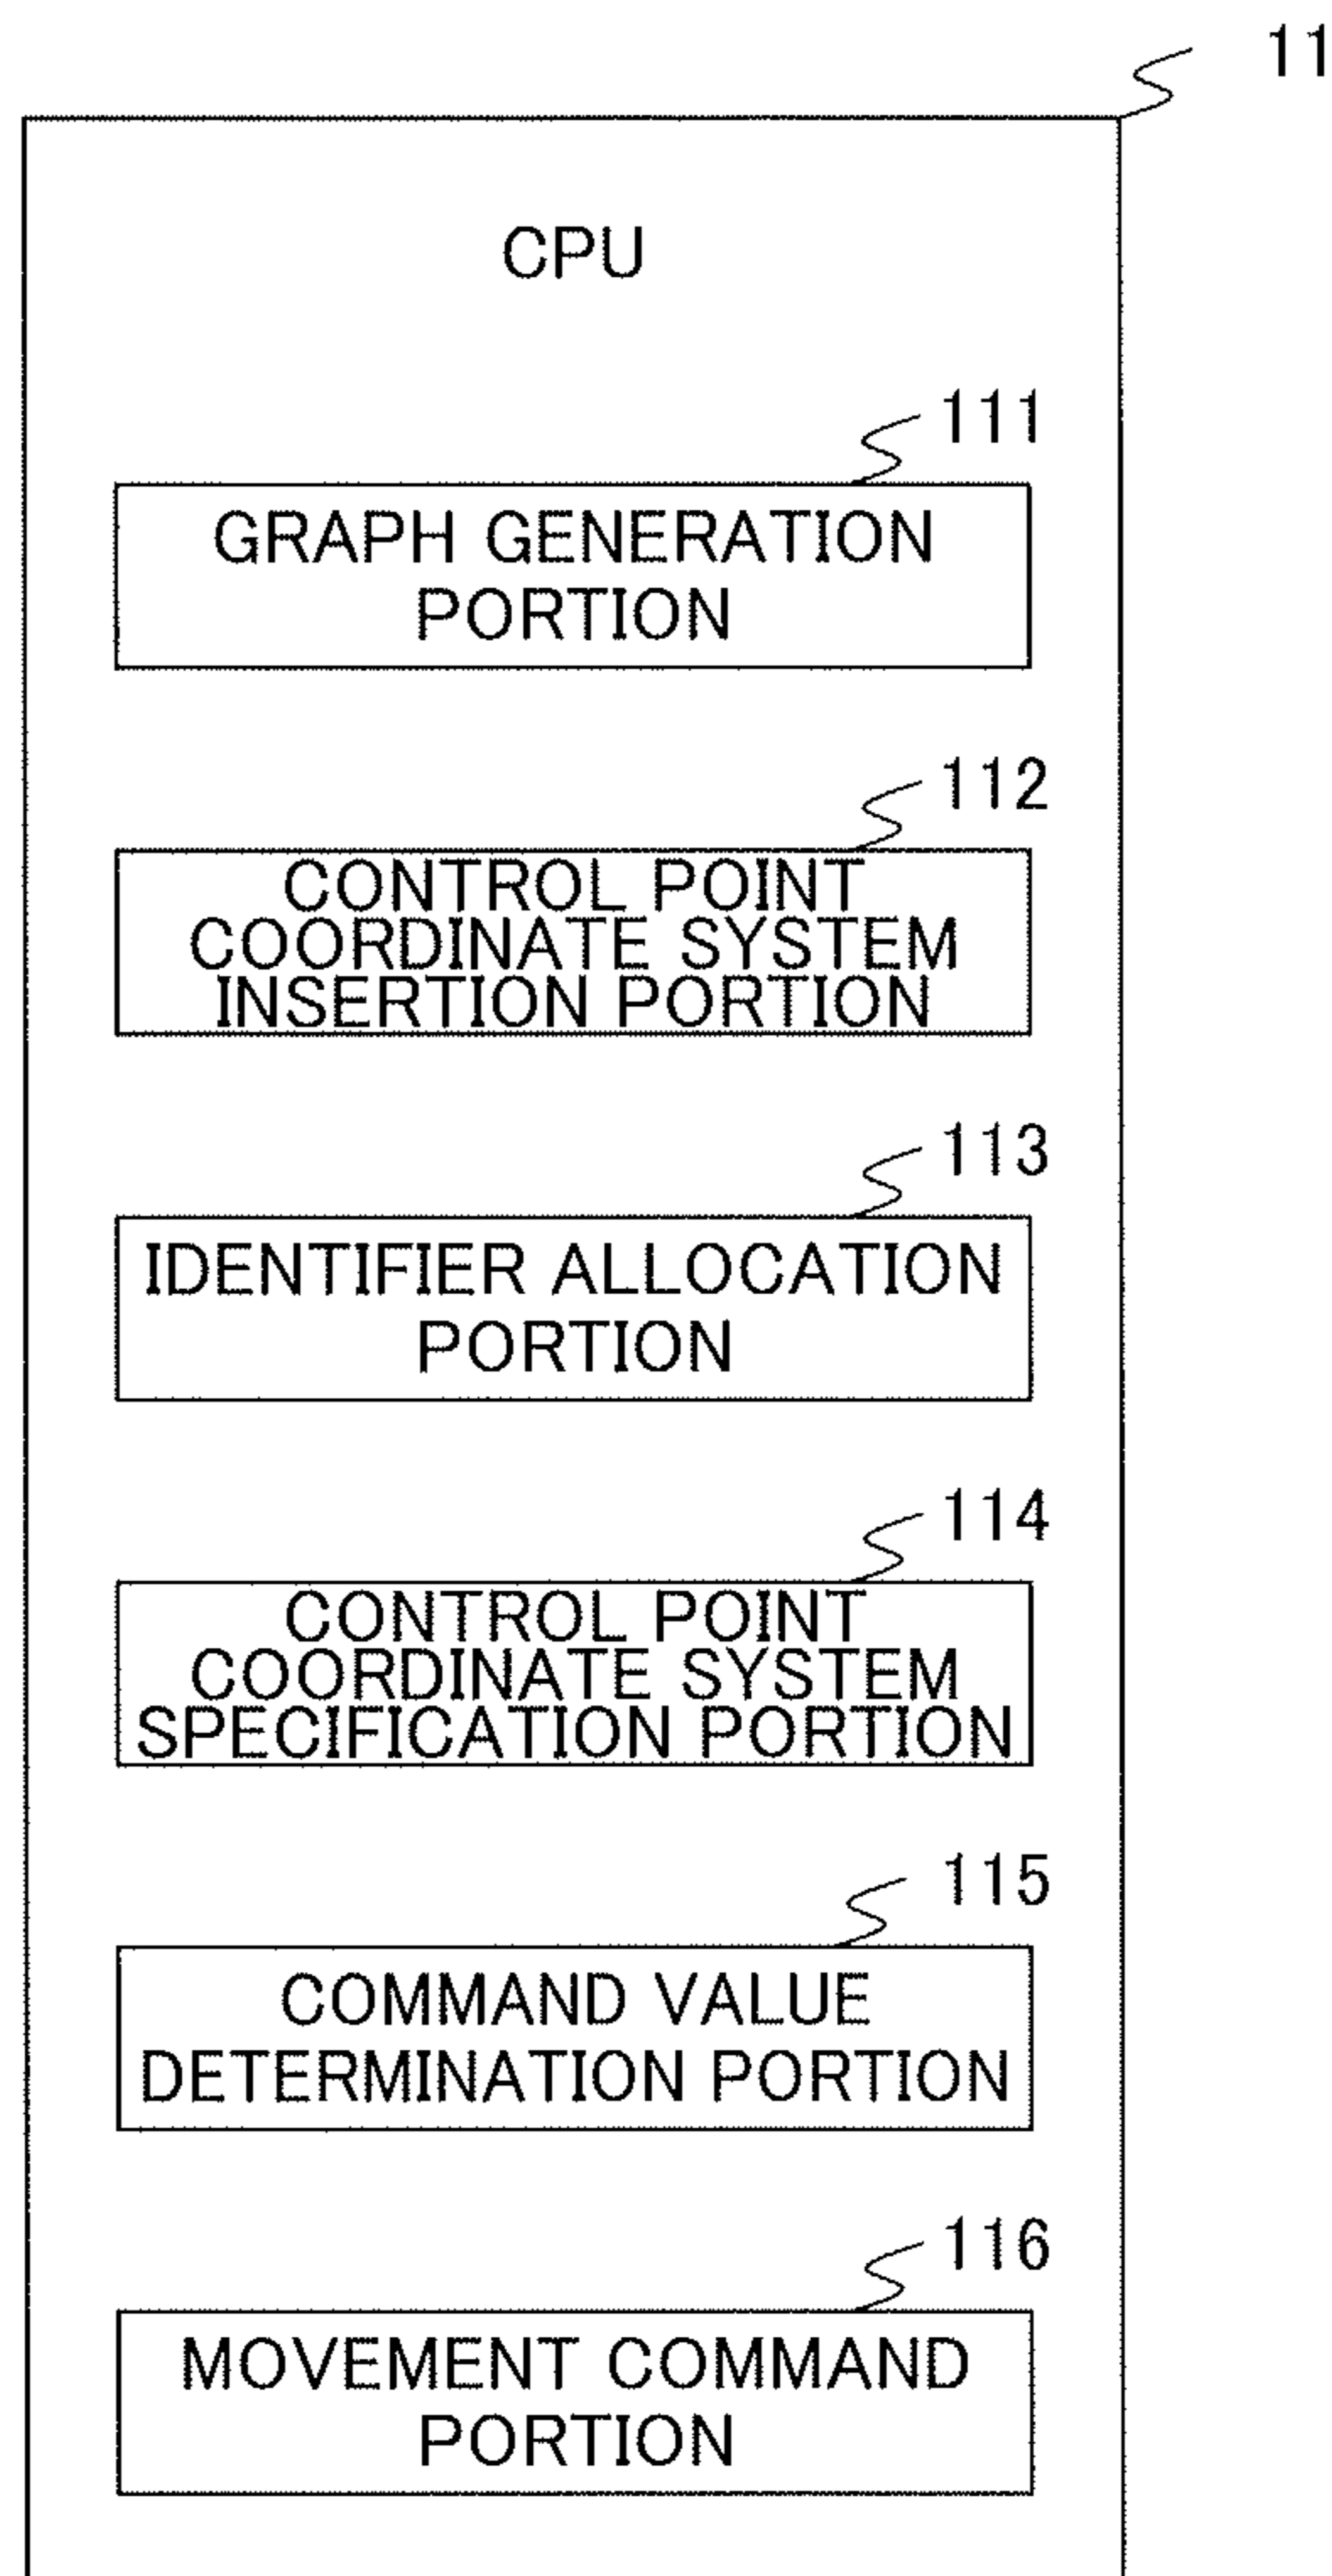 11
CPU
111
GRAPH GENERATION
PORTION
112
CONTROL POINT
COORDINATE SYSTEM
INSERTION PORTION
113
IDENTIFIER ALLOCATION
PORTION
114
CONTROL POINT
COORDINATE SYSTEM
SPECIFICATION PORTION
115
COMMAND VALUE
DETERMINATION PORTION
116
MOVEMENT COMMAND
PORTION